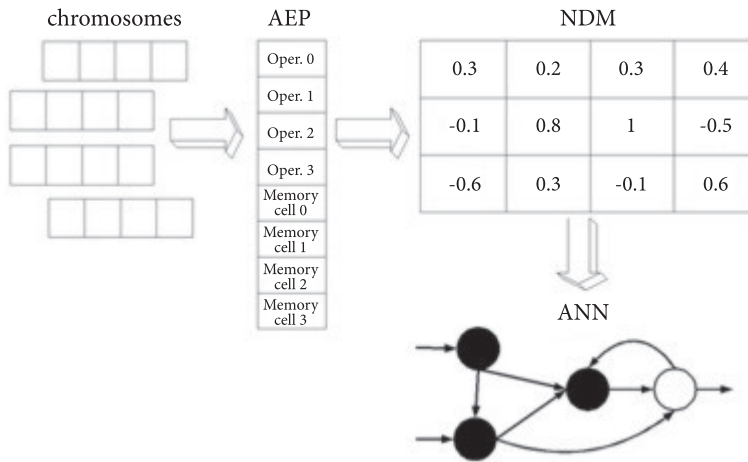 chromosomes
AEP
NDM
Oper. 0
Oper. 1
Oper. 2
Oper. 3
Memory
cell 0
Memory
cell 1
Memory
cell 2
Memory
cell 3
0.3 0.2 0.3 0.4
-0.1 0.8 1 -0.5
-0.6 0.3 -0.1 0.6
ANN